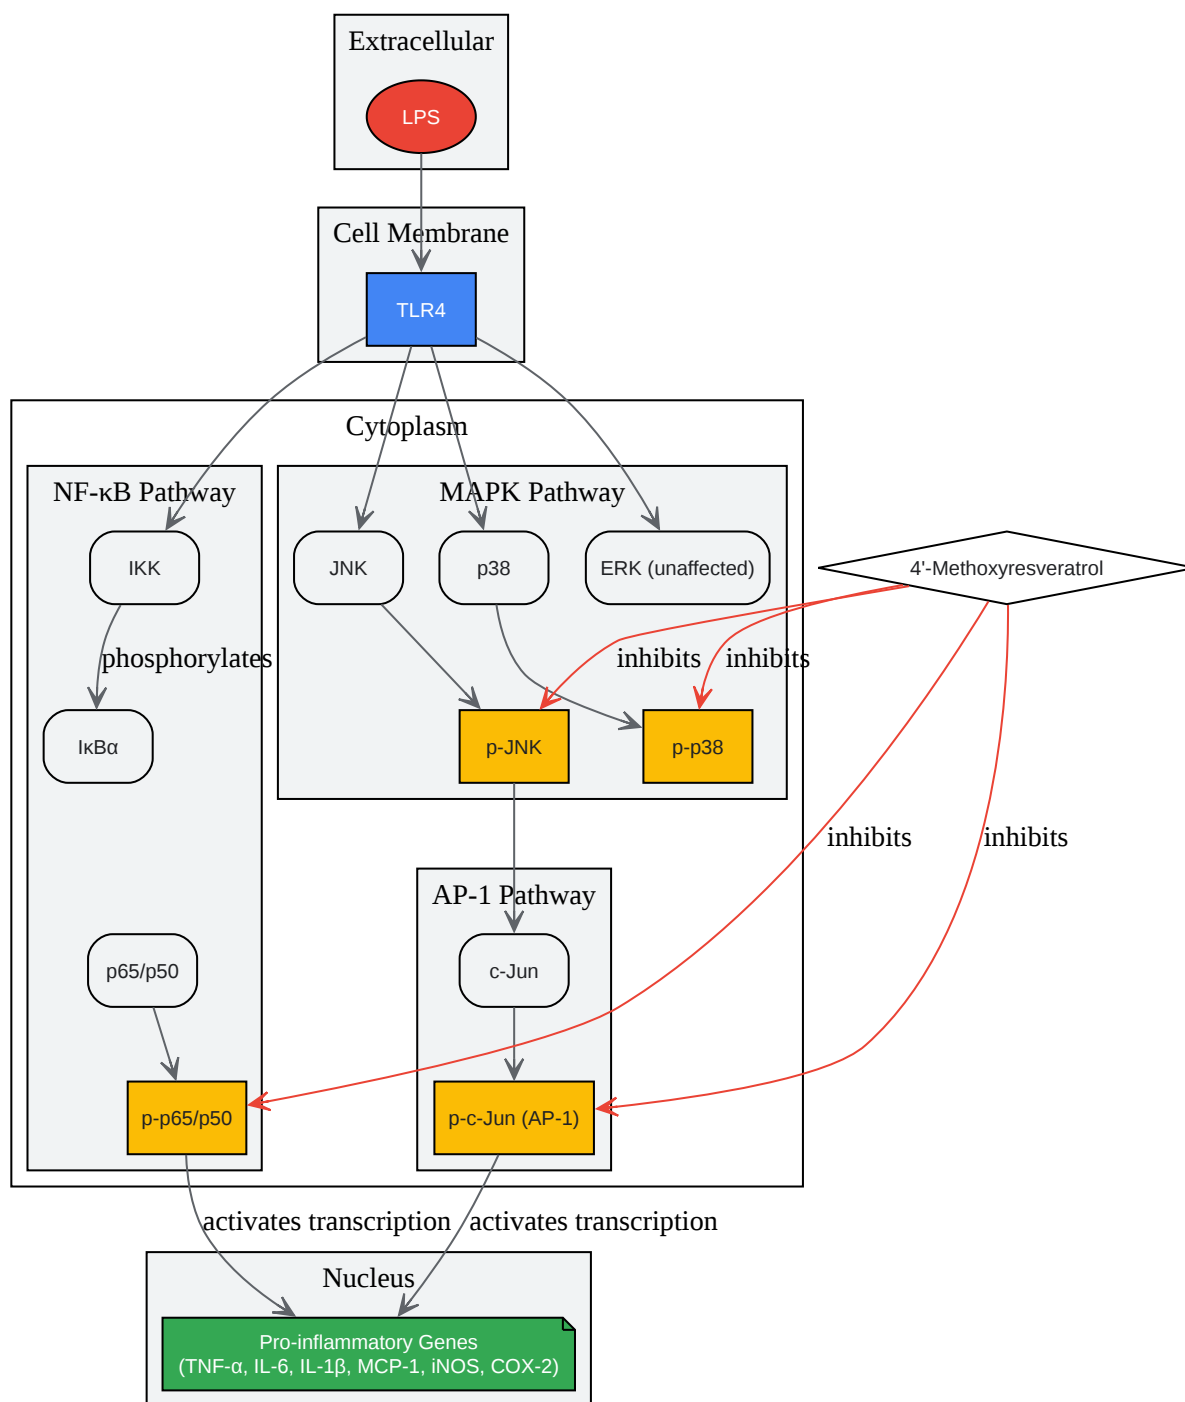 Extracellular
LPS
Cell Membrane
TLR4
Cytoplasm
NF-κB Pathway
MAPK Pathway
IKK
JNK
p38
ERK (unaffected)
4'-Methoxyresveratrol
phosphorylates
inhibits
inhibits
IκBα
p-JNK
p-p38
inhibits
inhibits
AP-1 Pathway
p65/p50
c-Jun
p-p65/p50
p-c-Jun (AP-1)
activates transcription
activates transcription
Nucleus
Pro-inflammatory Genes
(TNF-α, IL-6, IL-1β, MCP-1, iNOS, COX-2)